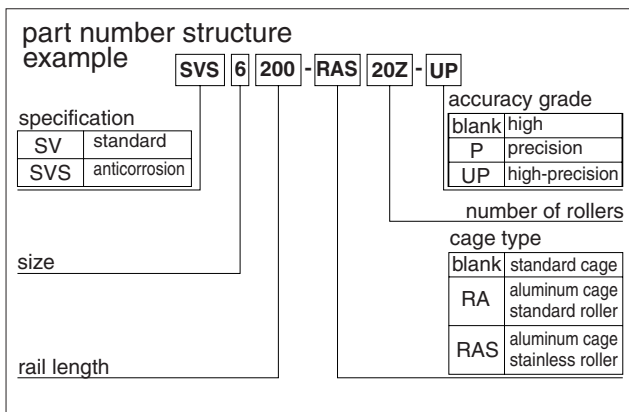 part number structure
example
SVS 6 200 - RAS 20Z - UP
specification
SV standard
SVS anticorrosion
size
rail length
accuracy grade
blank high
P precision
UP high-precision
number of rollers
cage type
blank standard cage
RA aluminum cage
standard roller
RAS aluminum cage
stainless roller